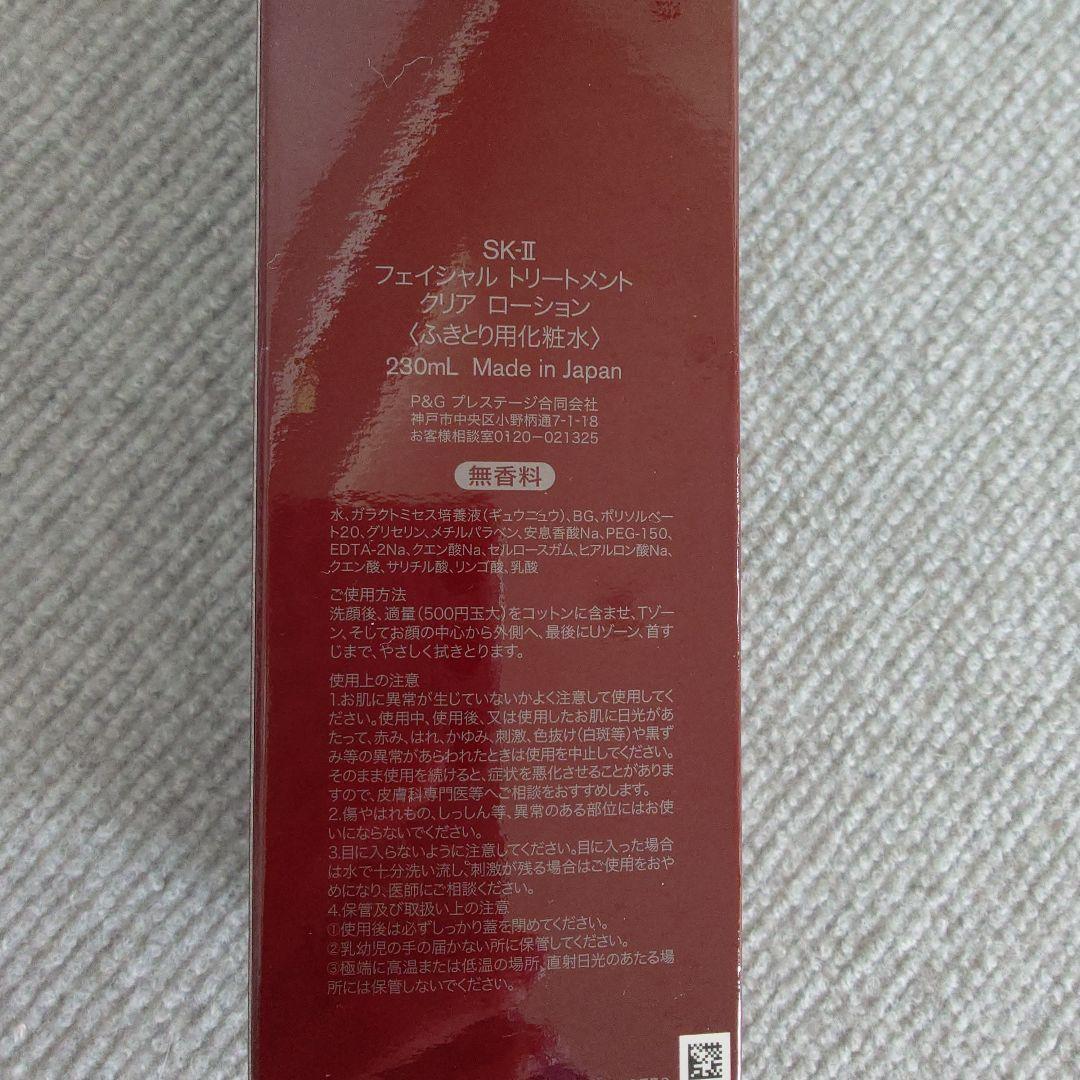 SK-II
フェイシャル トリートメント
クリア ローション
〈ふきとり用化粧水〉
230mL Made in Japan
P&G プレステージ合同会社
神戸市中央区小野柄通7-1-18
お客様相談室0120-021325
無香料
水、ガラクトミセス培養液(ギュウニュウ)、BG、ポリソルベー
ト20、グリセリン、メチルパラベン、安息香酸Na、PEG-150、
EDTA-2Na、クエン酸Na、セルロースガム、ヒアルロン酸Na、
クエン酸、サリチル酸、リンゴ酸、乳酸
ご使用方法
洗顔後、適量(500円玉大)をコットンに含ませ、Tゾー
ン、そしてお顔の中心から外側へ、最後にUゾーン、首す
じまで、やさしく拭きとります。
使用上の注意
1.お肌に異常が生じていないかよく注意して使用してく
ださい。使用中、使用後、又は使用したお肌に日光があ
たって、赤み、はれ、かゆみ、刺激、色抜け(白斑等)や黒ず
み等の異常があらわれたときは使用を中止してください。
そのまま使用を続けると、症状を悪化させることがありま
すので、皮膚科専門医等へご相談をおすすめします。
2.傷やはれもの、しっしん等、異常のある部位にはお使
いにならないでください。
3.目に入らないように注意してください。目に入った場合
は水で十分洗い流し、刺激が残る場合はご使用をおや
めになり、医師にご相談ください。
4.保管及び取扱い上の注意
①使用後は必ずしっかり蓋を閉めてください。
②乳幼児の手の届かない所に保管してください。
③極端に高温または低温の場所、直射日光のあたる場
所には保管しないでください。